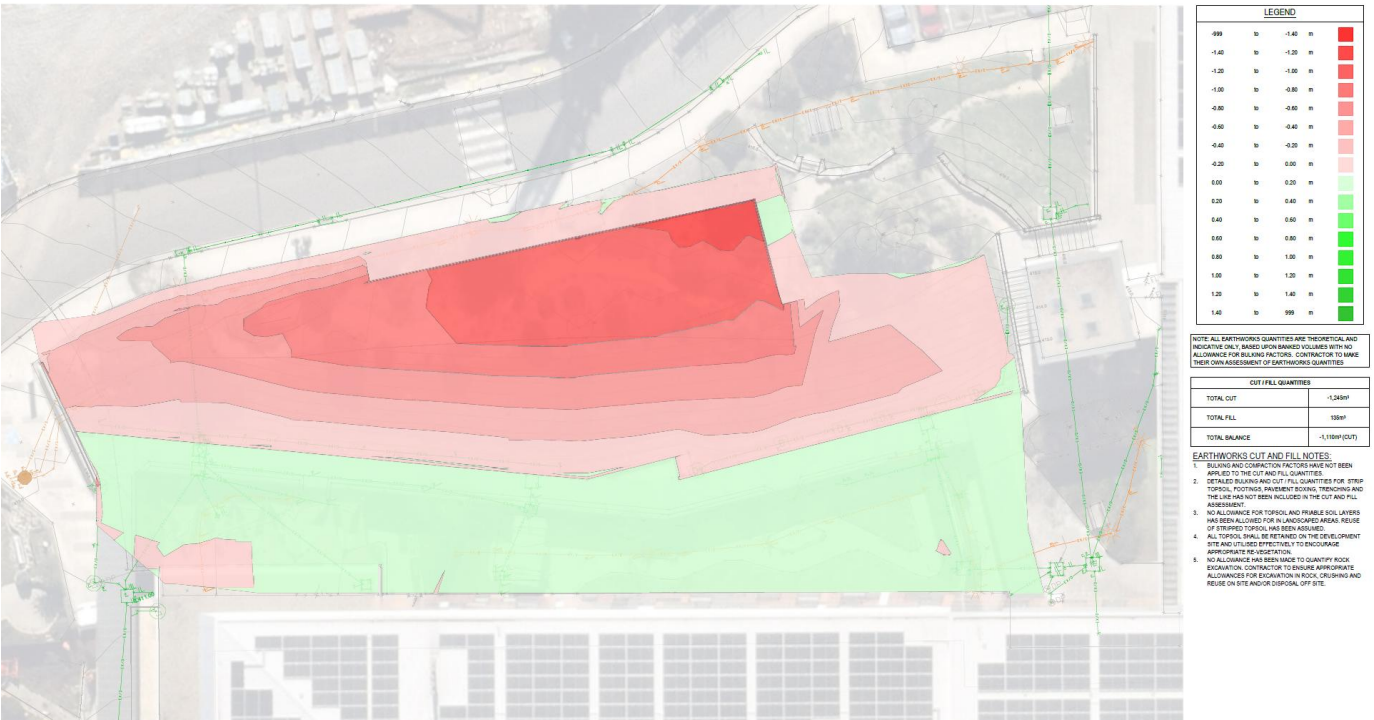 LEGEND
-999 to -1.40 m
-1.40 to -1.20 m
-1.20 to -1.00 m
-1.00 to -0.80 m
-0.80 to -0.60 m
-0.60 to -0.40 m
-0.40 to -0.20 m
-0.20 to 0.00 m
0.00 to 0.20 m
0.20 to 0.40 m
0.40 to 0.60 m
0.60 to 0.80 m
0.80 to 1.00 m
1.00 to 1.20 m
1.20 to 1.40 m
1.40 to 999 m
NOTE: ALL EARTHWORKS QUANTITIES ARE THEORETICAL AND
INDICATIVE ONLY, BASED UPON BANKED VOLUMES WITH NO
ALLOWANCE FOR BULKING FACTORS. CONTRACTOR TO MAKE
THEIR OWN ASSESSMENT OF EARTHWORKS QUANTITIES
CUT / FILL QUANTITIES
TOTAL CUT -1,245m³
TOTAL FILL 135m³
TOTAL BALANCE -1,110m³ (CUT)
EARTHWORKS CUT AND FILL NOTES:
1. BULKING AND COMPACTION FACTORS HAVE NOT BEEN
APPLIED TO THE CUT AND FILL QUANTITIES.
2. DETAILED BULKING AND CUT / FILL QUANTITIES FOR STRIP
TOPSOIL, FOOTINGS, PAVEMENT BOXING, TRENCHING AND
THE LIKE HAS NOT BEEN INCLUDED IN THE CUT AND FILL
ASSESSMENT.
3. NO ALLOWANCE FOR TOPSOIL AND FRIABLE SOIL LAYERS
HAS BEEN ALLOWED FOR IN LANDSCAPED AREAS. REUSE
OF STRIPPED TOPSOIL HAS BEEN ASSUMED.
4. ALL TOPSOIL SHALL BE RETAINED ON THE DEVELOPMENT
SITE AND UTILISED EFFECTIVELY TO ENCOURAGE
APPROPRIATE RE-VEGETATION.
5. NO ALLOWANCE HAS BEEN MADE TO QUANTIFY ROCK
EXCAVATION. CONTRACTOR TO ENSURE APPROPRIATE
ALLOWANCES FOR EXCAVATION IN ROCK, CRUSHING AND
REUSE ON SITE AND/OR DISPOSAL OFF SITE.